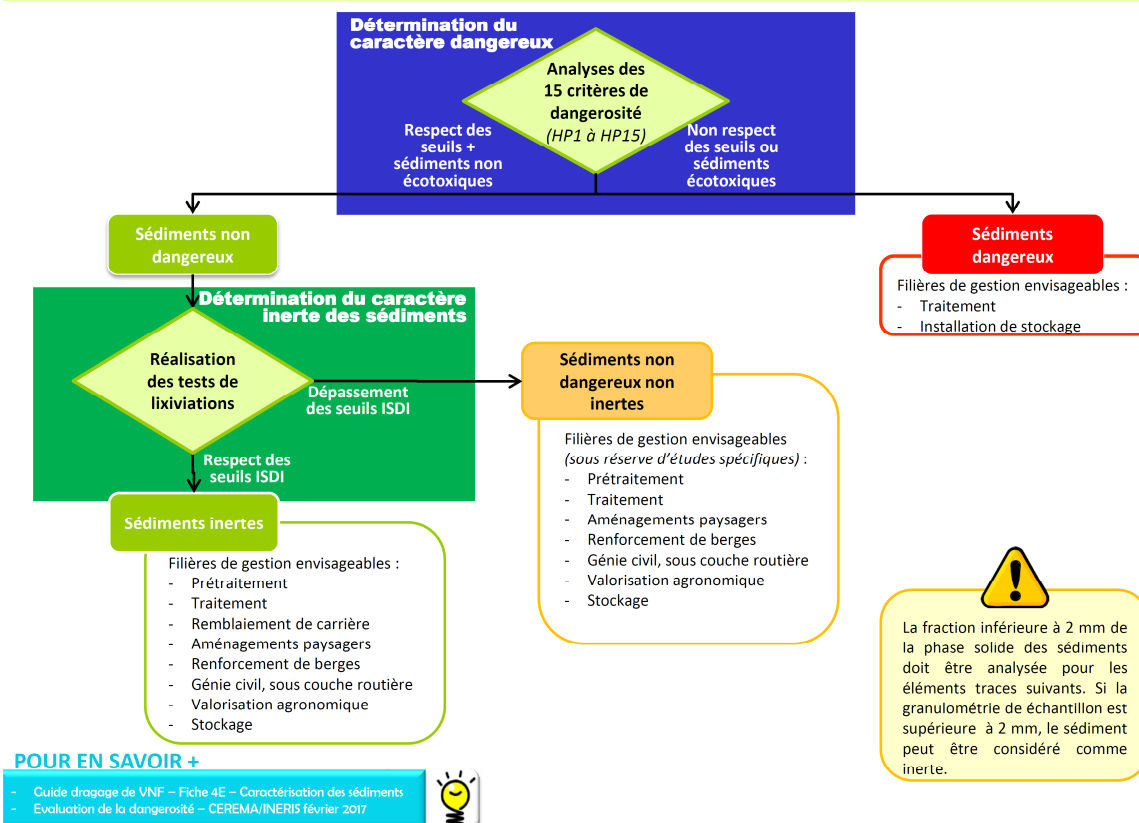 Détermination du
caractère dangereux
Analyses des
15 critères de
dangerosité
(HP1 à HP15)
Respect des
seuils +
sédiments non
écotoxiques
Non respect
des seuils ou
sédiments
écotoxiques
Sédiments non
dangereux
Sédiments
dangereux
Filières de gestion envisageables :
- Traitement
- Installation de stockage
Détermination du caractère
inerte des sédiments
Réalisation
des tests de
lixiviations
Dépassement
des seuils ISDI
Respect des
seuils ISDI
Sédiments non
dangereux non
inertes
Filières de gestion envisageables
(sous réserve d'études spécifiques) :
- Prétraitement
- Traitement
- Aménagements paysagers
- Renforcement de berges
- Génie civil, sous couche routière
- Valorisation agronomique
- Stockage
Sédiments inertes
Filières de gestion envisageables :
- Prétraitement
- Traitement
- Remblaiement de carrière
- Aménagements paysagers
- Renforcement de berges
- Génie civil, sous couche routière
- Valorisation agronomique
- Stockage
La fraction inférieure à 2 mm de
la phase solide des sédiments
doit être analysée pour les
éléments traces suivants. Si la
granulométrie de échantillon est
supérieure à 2 mm, le sédiment
peut être considéré comme
inerte.
POUR EN SAVOIR +
- Guide dragage de VNF – Fiche 4E – Caractérisation des sédiments
- Evaluation de la dangerosité – CEREMA/INERIS février 2017